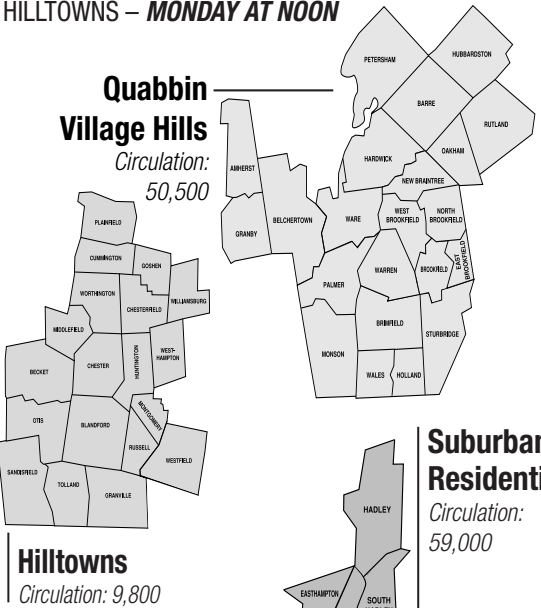 HILLTOWNS – MONDAY AT NOON
Quabbin
Village Hills
Circulation:
50,500
PETERSHAM
HUBBARDSTON
BARRE
RUTLAND
OAKHAM
HARDWICK
NEW BRAINTREE
AMHERST
BELCHERTOWN
GRANBY
WARE
WEST
BROOKFIELD
NORTH
BROOKFIELD
EAST
BROOKFIELD
BROOKFIELD
WARREN
PALMER
BRIMFIELD
STURBRIDGE
MONSON
WALES
HOLLAND
PLAINFIELD
CUMMINGTON
GOSHEN
WORTHINGTON
WILLIAMSBURG
CHESTERFIELD
MIDDLEFIELD
WEST-
HAMPTON
HUNTINGTON
BECKET
CHESTER
MONTGOMERY
OTIS
BLANDFORD
RUSSELL
WESTFIELD
SANDISFIELD
TOLLAND
GRANVILLE
Hilltowns
Circulation: 9,800
Suburban
Residenti
Circulation:
59,000
HADLEY
EASTHAMPTON
SOUTH